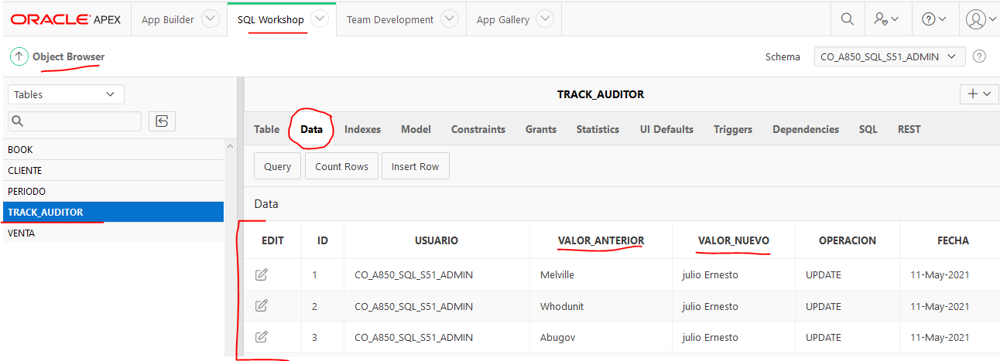 ORACLE APEX App Builder SQL Workshop Team Development App Gallery
Object Browser Schema CO_A850_SQL_S51_ADMIN
Tables TRACK_AUDITOR
Table Data Indexes Model Constraints Grants Statistics UI Defaults Triggers Dependencies SQL REST
BOOK
CLIENTE
PERIODO
TRACK_AUDITOR
VENTA
Query Count Rows Insert Row
Data
EDIT ID USUARIO VALOR_ANTERIOR VALOR_NUEVO OPERACION FECHA
1 CO_A850_SQL_S51_ADMIN Melville julio Ernesto UPDATE 11-May-2021
2 CO_A850_SQL_S51_ADMIN Whodunit julio Ernesto UPDATE 11-May-2021
3 CO_A850_SQL_S51_ADMIN Abugov julio Ernesto UPDATE 11-May-2021